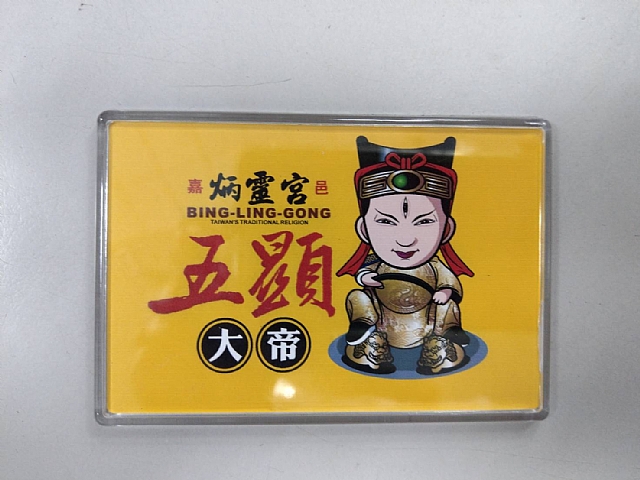 嘉 炳靈宮 邑
BING-LING-GONG
TAIWAN'S TRADITIONAL RELIGION
五顯
大帝